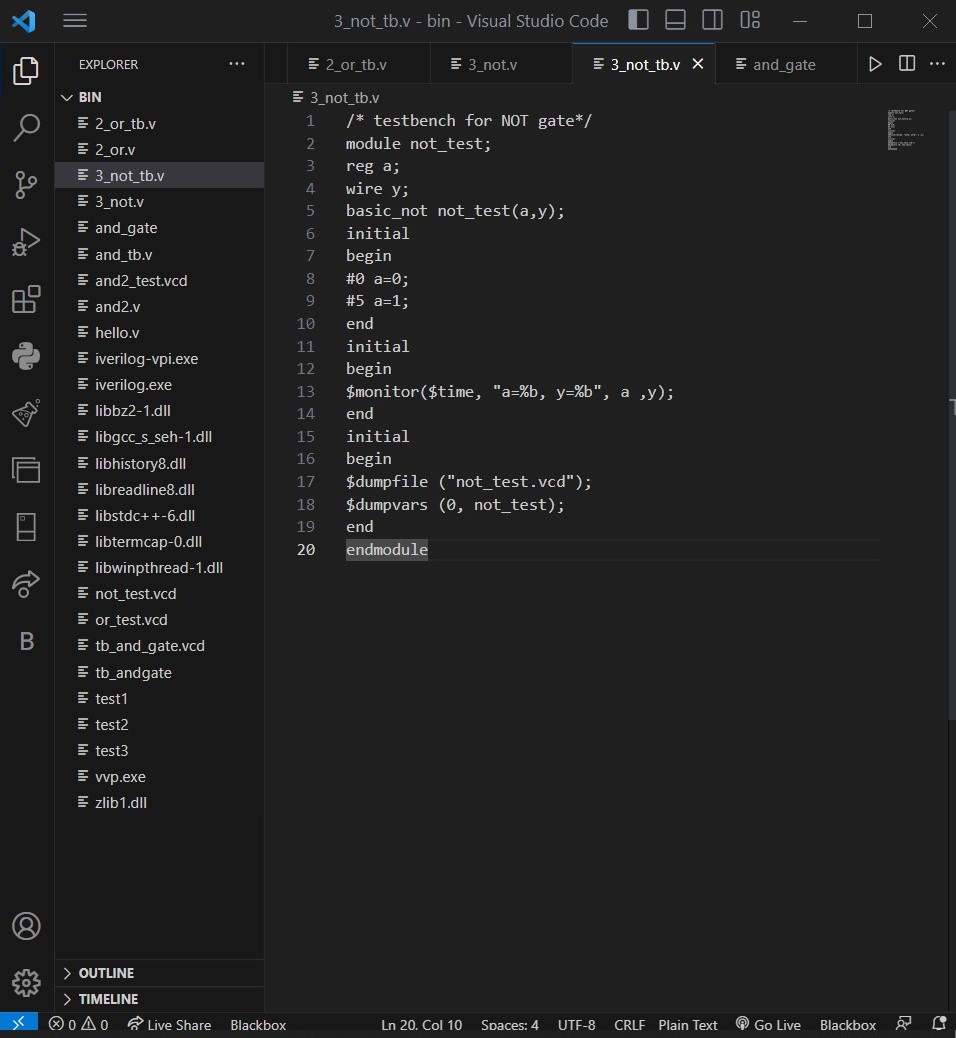 3_not_tb.v - bin - Visual Studio Code
EXPLORER
2_or_tb.v
3_not.v
3_not_tb.v
and_gate
BIN
2_or_tb.v
2_or.v
3_not_tb.v
3_not.v
and_gate
and_tb.v
and2_test.vcd
and2.v
hello.v
iverilog-vpi.exe
iverilog.exe
libbz2-1.dll
libgcc_s_seh-1.dll
libhistory8.dll
libreadline8.dll
libstdc++-6.dll
libtermcap-0.dll
libwinpthread-1.dll
not_test.vcd
or_test.vcd
tb_and_gate.vcd
tb_andgate
test1
test2
test3
vvp.exe
zlib1.dll
OUTLINE
TIMELINE
B
3_not_tb.v
1 /* testbench for NOT gate*/
2 module not_test;
3 reg a;
4 wire y;
5 basic_not not_test(a,y);
6 initial
7 begin
8 #0 a=0;
9 #5 a=1;
10 end
11 initial
12 begin
13 $monitor($time, "a=%b, y=%b", a ,y);
14 end
15 initial
16 begin
17 $dumpfile ("not_test.vcd");
18 $dumpvars (0, not_test);
19 end
20 endmodule
0 0 Live Share Blackbox Ln 20, Col 10 Spaces: 4 UTF-8 CRLF Plain Text Go Live Blackbox